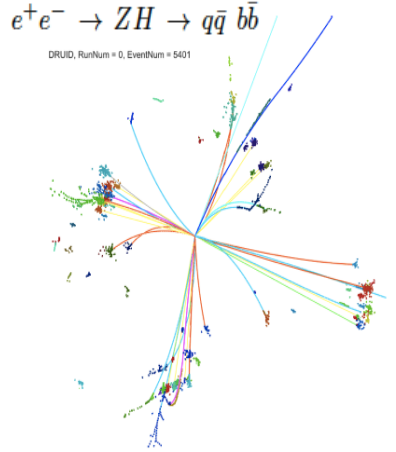 e⁺e⁻ → ZH → qq̄ bb̄
DRUID, RunNum = 0, EventNum = 5401